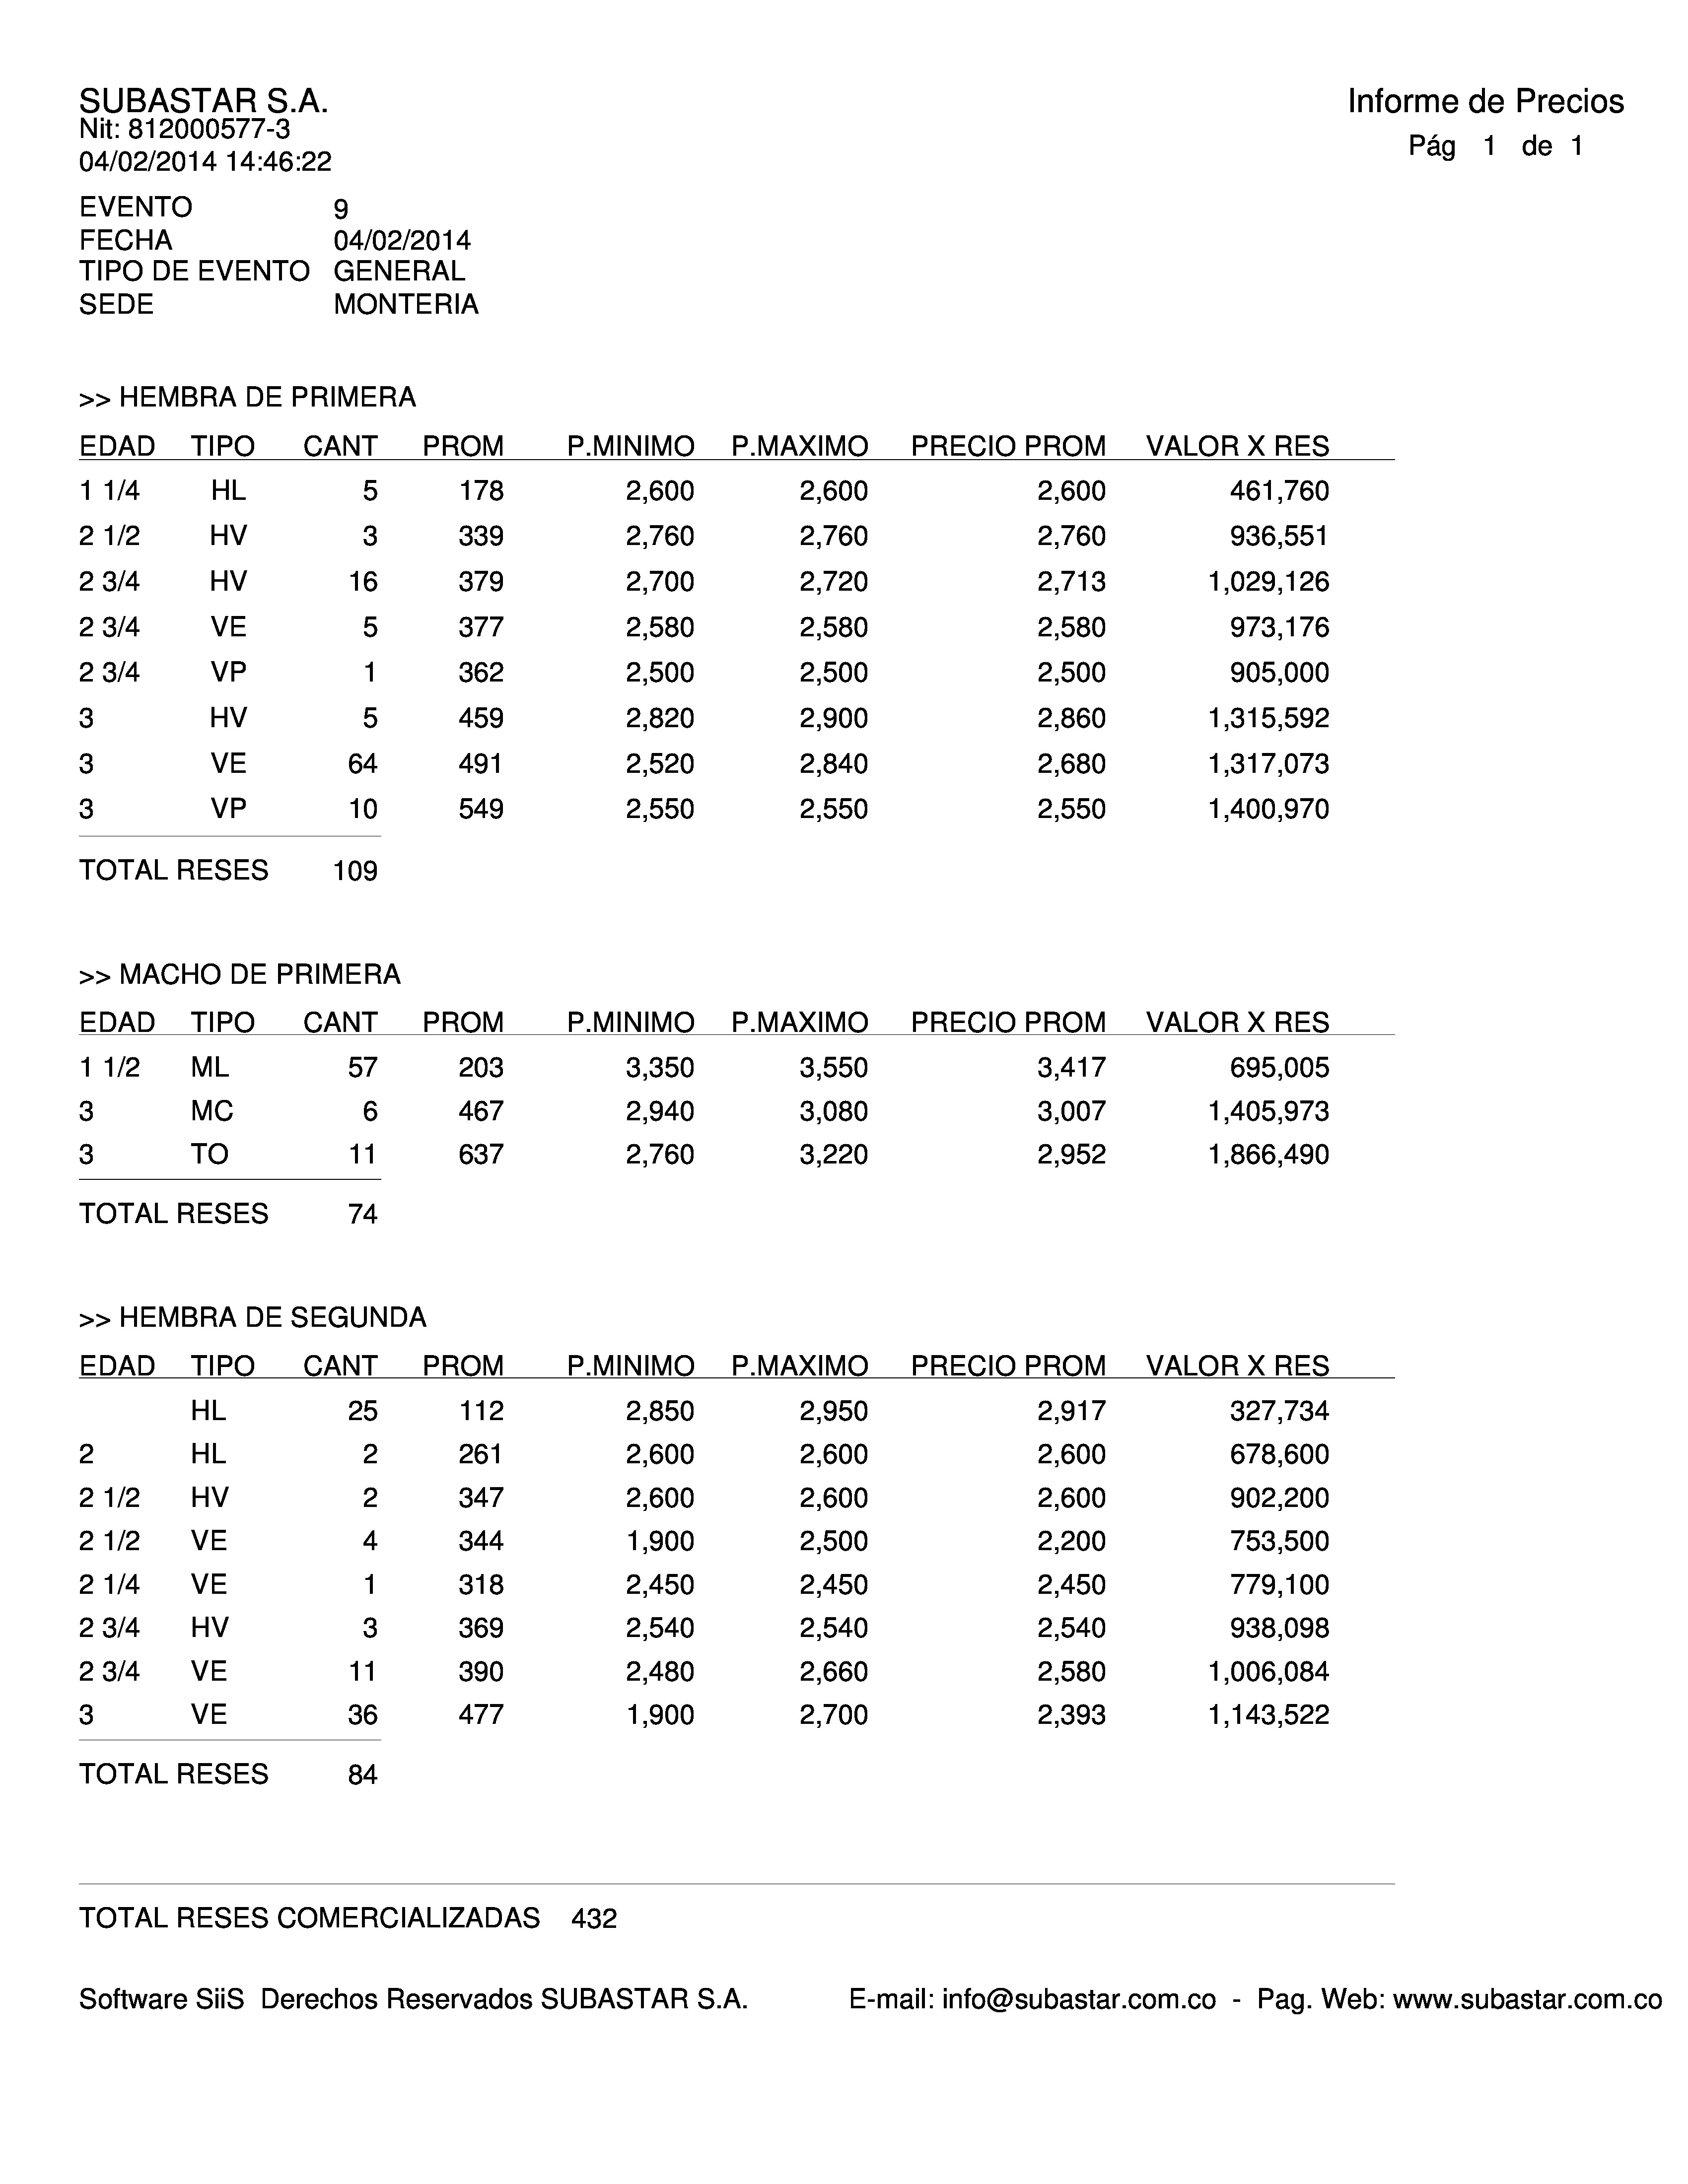 SUBASTAR S.A.
Informe de Precios
Nit: 812000577-3
Pág 1 de 1
04/02/2014 14:46:22
EVENTO 9
FECHA 04/02/2014
TIPO DE EVENTO GENERAL
SEDE MONTERIA
>> HEMBRA DE PRIMERA
EDAD TIPO CANT PROM P.MINIMO P.MAXIMO PRECIO PROM VALOR X RES
1 1/4 HL 5 178 2,600 2,600 2,600 461,760
2 1/2 HV 3 339 2,760 2,760 2,760 936,551
2 3/4 HV 16 379 2,700 2,720 2,713 1,029,126
2 3/4 VE 5 377 2,580 2,580 2,580 973,176
2 3/4 VP 1 362 2,500 2,500 2,500 905,000
3 HV 5 459 2,820 2,900 2,860 1,315,592
3 VE 64 491 2,520 2,840 2,680 1,317,073
3 VP 10 549 2,550 2,550 2,550 1,400,970
TOTAL RESES 109
>> MACHO DE PRIMERA
EDAD TIPO CANT PROM P.MINIMO P.MAXIMO PRECIO PROM VALOR X RES
1 1/2 ML 57 203 3,350 3,550 3,417 695,005
3 MC 6 467 2,940 3,080 3,007 1,405,973
3 TO 11 637 2,760 3,220 2,952 1,866,490
TOTAL RESES 74
>> HEMBRA DE SEGUNDA
EDAD TIPO CANT PROM P.MINIMO P.MAXIMO PRECIO PROM VALOR X RES
HL 25 112 2,850 2,950 2,917 327,734
2 HL 2 261 2,600 2,600 2,600 678,600
2 1/2 HV 2 347 2,600 2,600 2,600 902,200
2 1/2 VE 4 344 1,900 2,500 2,200 753,500
2 1/4 VE 1 318 2,450 2,450 2,450 779,100
2 3/4 HV 3 369 2,540 2,540 2,540 938,098
2 3/4 VE 11 390 2,480 2,660 2,580 1,006,084
3 VE 36 477 1,900 2,700 2,393 1,143,522
TOTAL RESES 84
TOTAL RESES COMERCIALIZADAS 432
Software SiiS Derechos Reservados SUBASTAR S.A. E-mail: info@subastar.com.co - Pag. Web: www.subastar.com.co